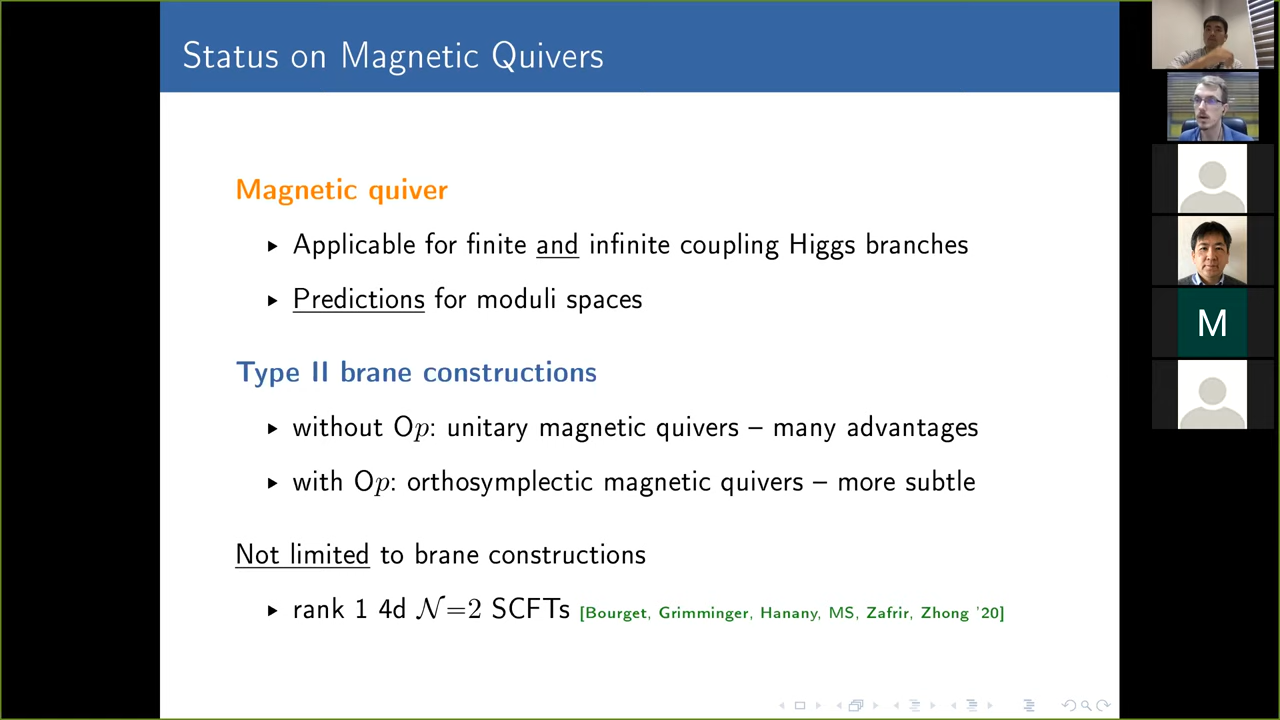 Status on Magnetic Quivers
Magnetic quiver
▸ Applicable for finite and infinite coupling Higgs branches
▸ Predictions for moduli spaces
Type II brane constructions
▸ without Op: unitary magnetic quivers – many advantages
▸ with Op: orthosymplectic magnetic quivers – more subtle
Not limited to brane constructions
▸ rank 1 4d 𝒩=2 SCFTs [Bourget, Grimminger, Hanany, MS, Zafrir, Zhong '20]
M